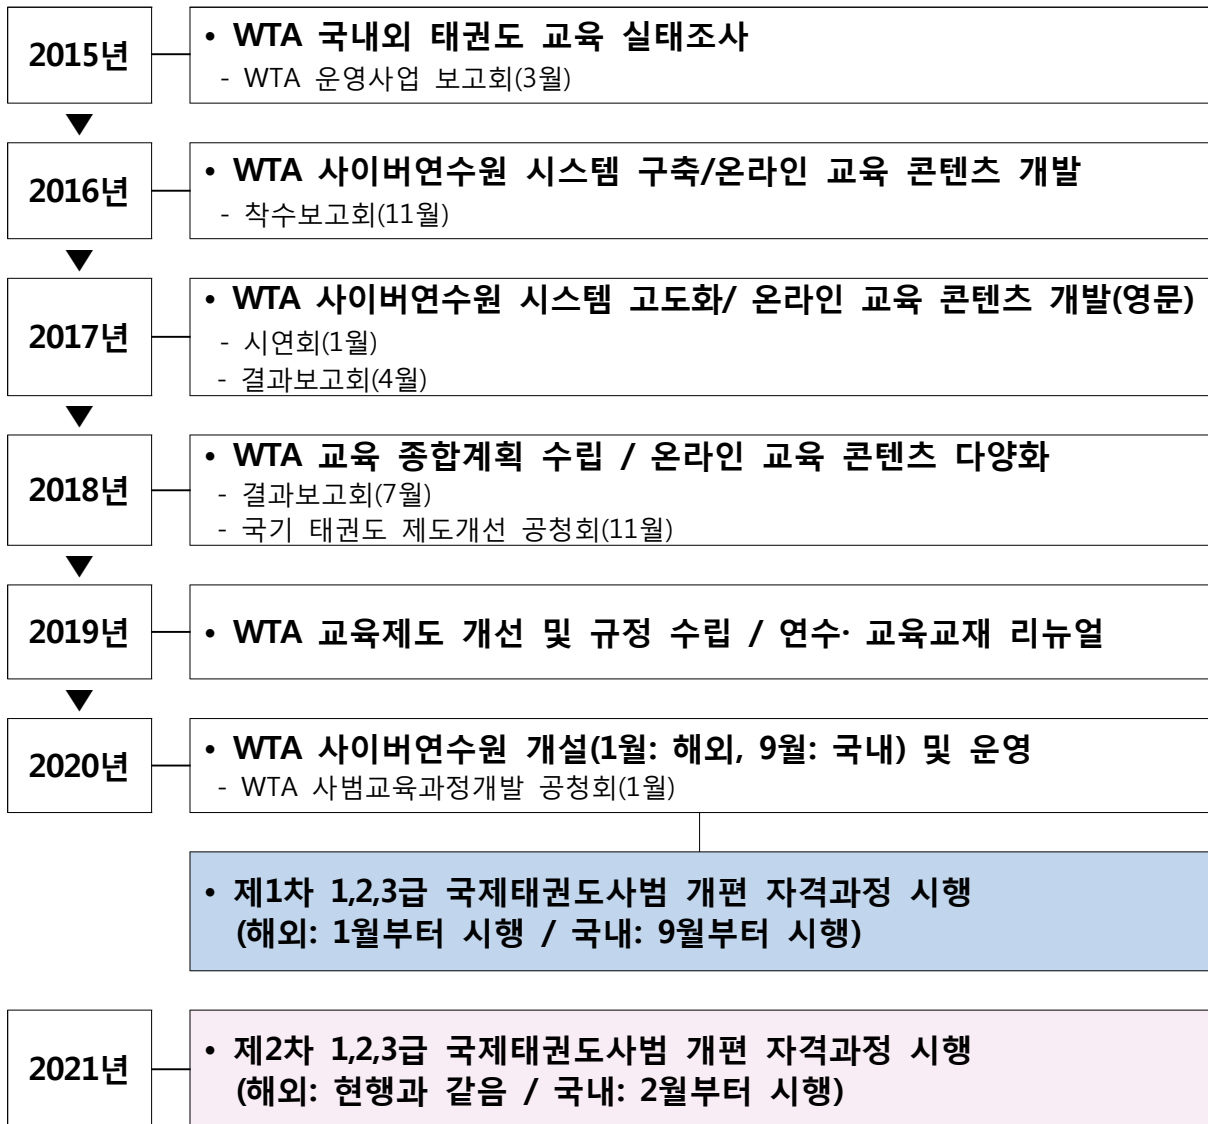 2015년
• WTA 국내외 태권도 교육 실태조사
- WTA 운영사업 보고회(3월)
2016년
• WTA 사이버연수원 시스템 구축/온라인 교육 콘텐츠 개발
- 착수보고회(11월)
2017년
• WTA 사이버연수원 시스템 고도화/ 온라인 교육 콘텐츠 개발(영문)
- 시연회(1월)
- 결과보고회(4월)
2018년
• WTA 교육 종합계획 수립 / 온라인 교육 콘텐츠 다양화
- 결과보고회(7월)
- 국기 태권도 제도개선 공청회(11월)
2019년
• WTA 교육제도 개선 및 규정 수립 / 연수· 교육교재 리뉴얼
2020년
• WTA 사이버연수원 개설(1월: 해외, 9월: 국내) 및 운영
- WTA 사범교육과정개발 공청회(1월)
• 제1차 1,2,3급 국제태권도사범 개편 자격과정 시행
(해외: 1월부터 시행 / 국내: 9월부터 시행)
2021년
• 제2차 1,2,3급 국제태권도사범 개편 자격과정 시행
(해외: 현행과 같음 / 국내: 2월부터 시행)